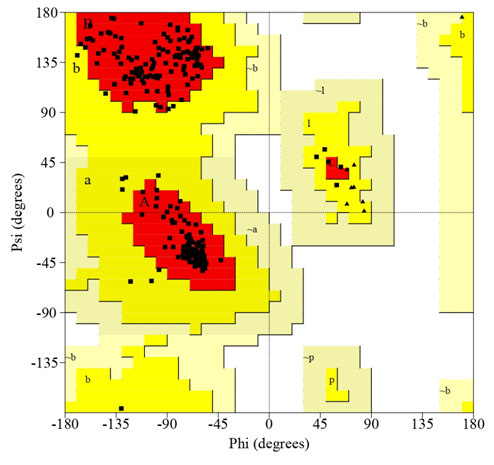 180
B
~b
~b
b
135
b
~b
90
~l
l
45
a
L
A
0
~a
-45
-90
~b
~p
-135
b
p
b
~b
-180
-135
-90
-45
0
45
90
135
180
Phi (degrees)
Psi (degrees)